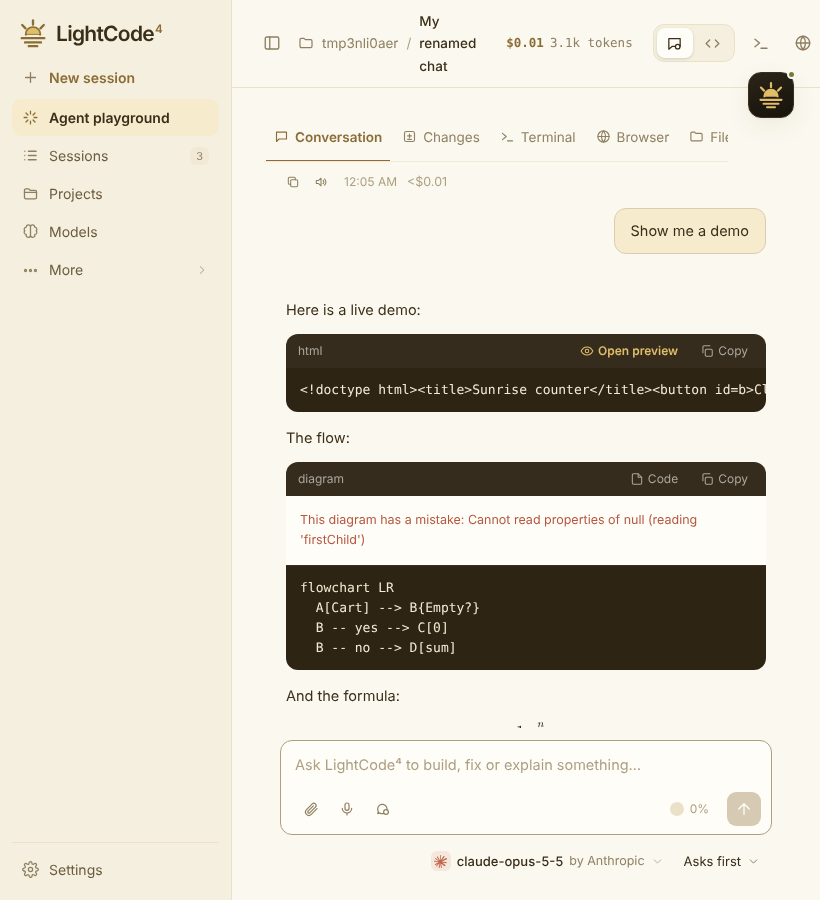 LightCode⁴
New session
Agent playground
Sessions 3
Projects
Models
More
Settings
tmp3nli0aer / My renamed chat
$0.01 3.1k tokens
Conversation Changes Terminal Browser File
12:05 AM <$0.01
Show me a demo
Here is a live demo:
html Open preview Copy
<!doctype html><title>Sunrise counter</title><button id=b>Cl
The flow:
diagram Code Copy
This diagram has a mistake: Cannot read properties of null (reading
'firstChild')
flowchart LR
A[Cart] --> B{Empty?}
B -- yes --> C[0]
B -- no --> D[sum]
And the formula:
n
Ask LightCode⁴ to build, fix or explain something...
0%
claude-opus-5-5 by Anthropic Asks first